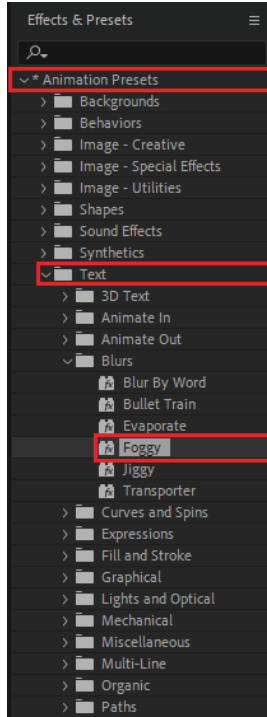 Effects & Presets
* Animation Presets
Backgrounds
Behaviors
Image - Creative
Image - Special Effects
Image - Utilities
Shapes
Sound Effects
Synthetics
Text
3D Text
Animate In
Animate Out
Blurs
Blur By Word
Bullet Train
Evaporate
Foggy
Jiggy
Transporter
Curves and Spins
Expressions
Fill and Stroke
Graphical
Lights and Optical
Mechanical
Miscellaneous
Multi-Line
Organic
Paths